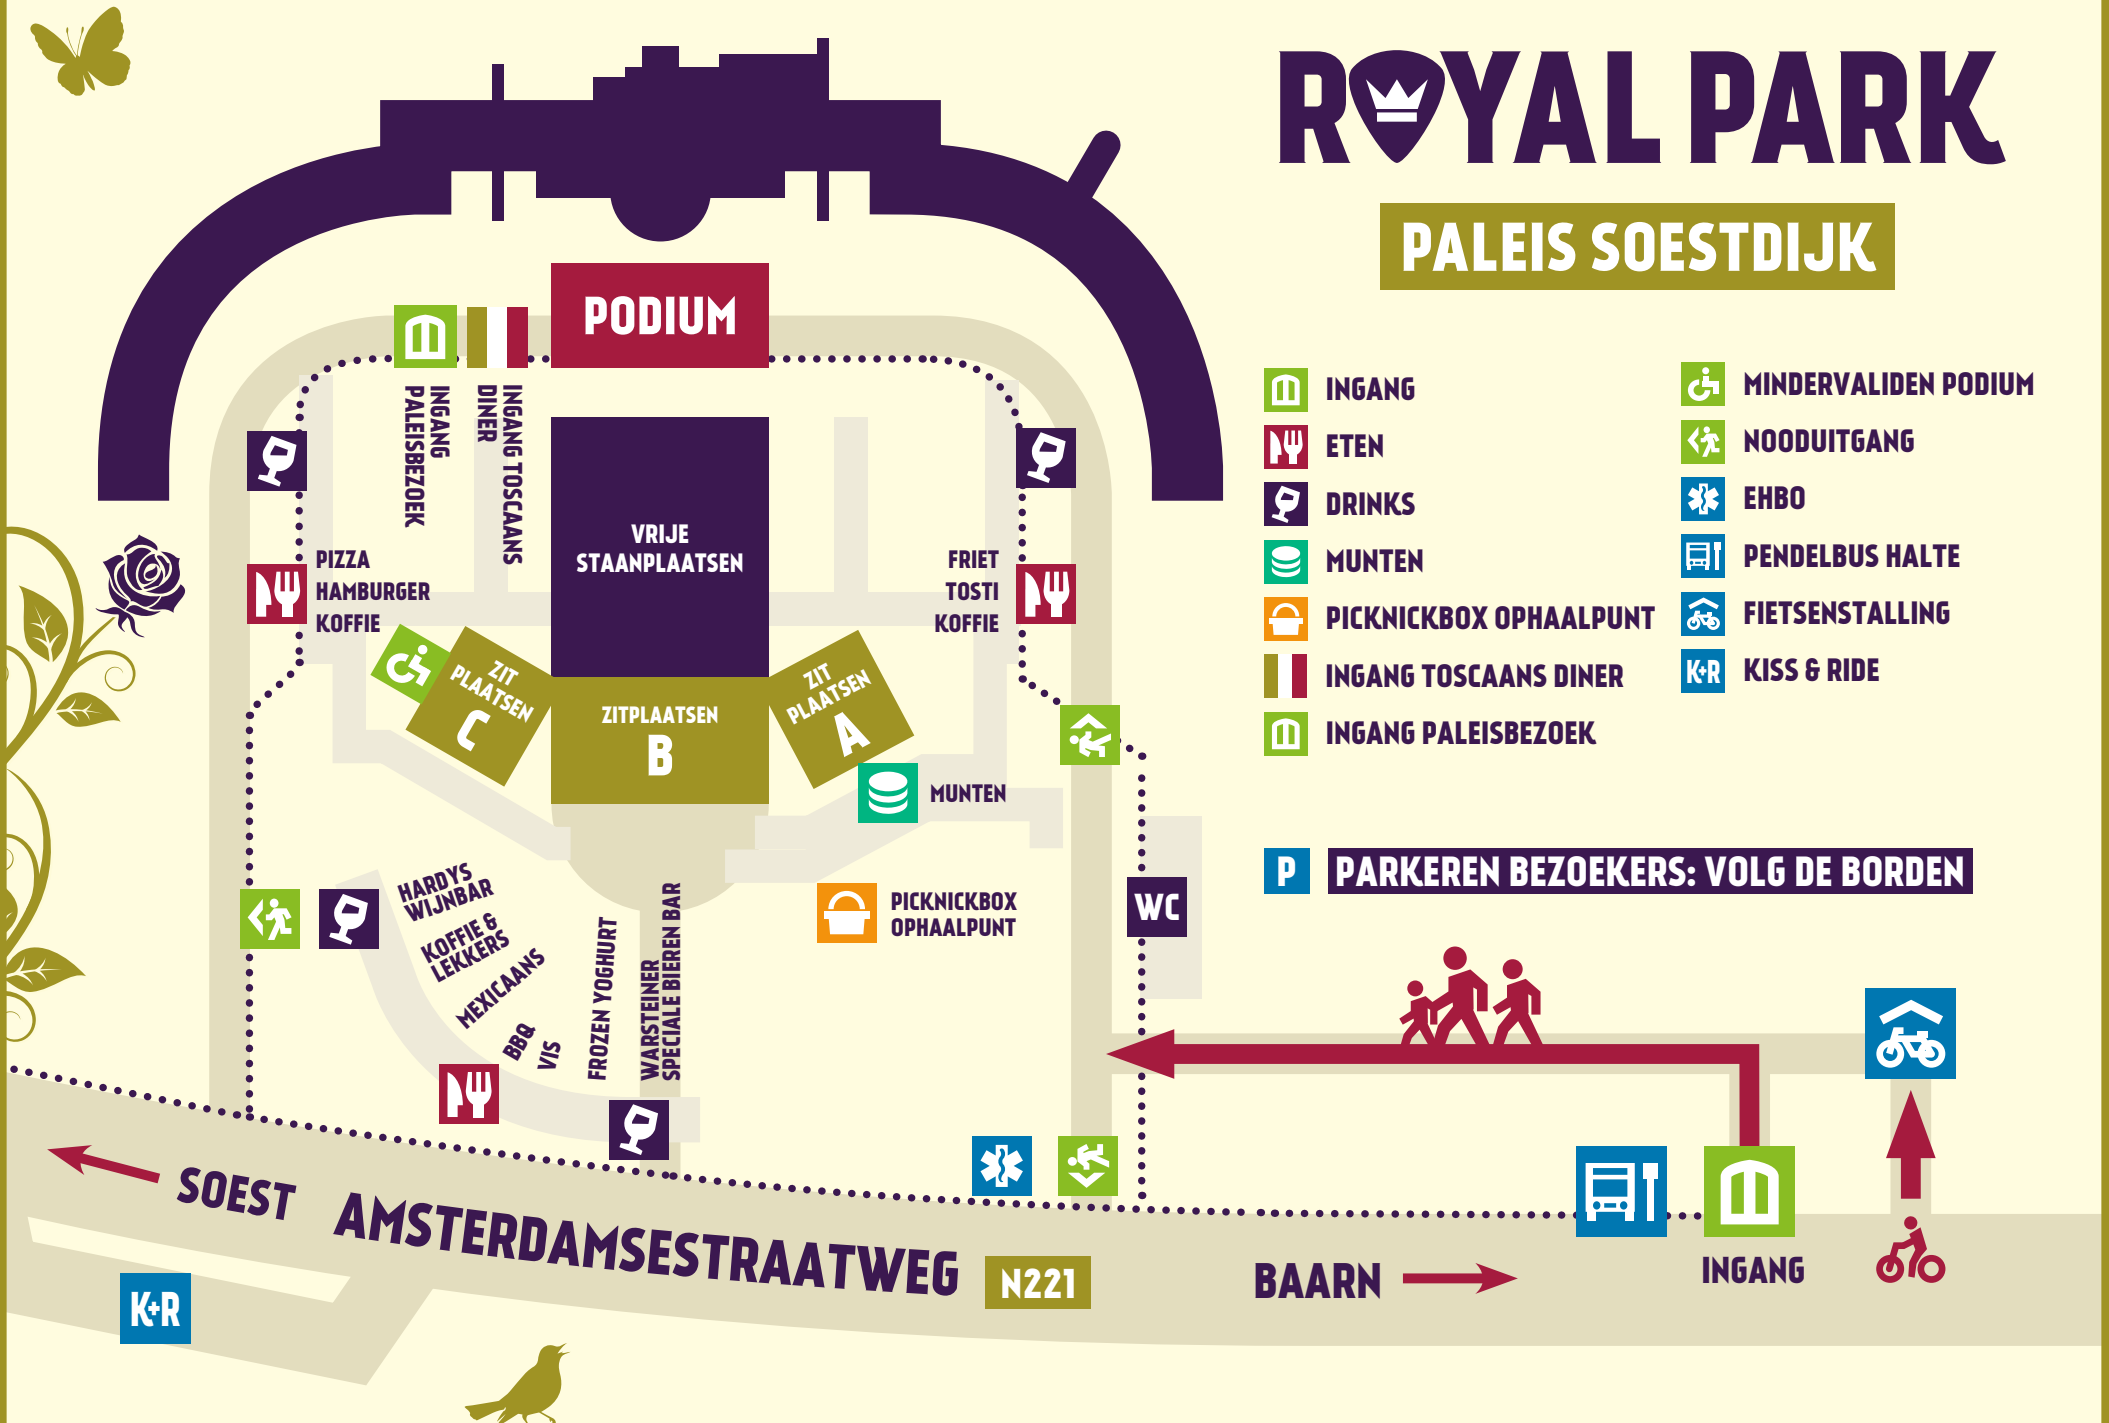 ROYAL PARK
PALEIS SOESTDIJK
PODIUM
INGANG
PALEISBEZOEK
INGANG TOSCAANS
DINER
VRIJE
STAANPLAATSEN
PIZZA
HAMBURGER
KOFFIE
FRIET
TOSTI
KOFFIE
ZIT
PLAATSEN
C
ZITPLAATSEN
B
ZIT
PLAATSEN
A
MUNTEN
PICKNICKBOX
OPHAALPUNT
WC
HARDYS
WIJNBAR
KOFFIE &
LEKKERS
MEXICAANS
BBQ
VIS
FROZEN YOGHURT
WARSTEINER
SPECIALE BIEREN BAR
INGANG
ETEN
DRINKS
MUNTEN
PICKNICKBOX OPHAALPUNT
INGANG TOSCAANS DINER
INGANG PALEISBEZOEK
MINDERVALIDEN PODIUM
NOODUITGANG
EHBO
PENDELBUS HALTE
FIETSENSTALLING
K+R KISS & RIDE
P PARKEREN BEZOEKERS: VOLG DE BORDEN
SOEST
AMSTERDAMSESTRAATWEG
N221
BAARN
INGANG
K+R